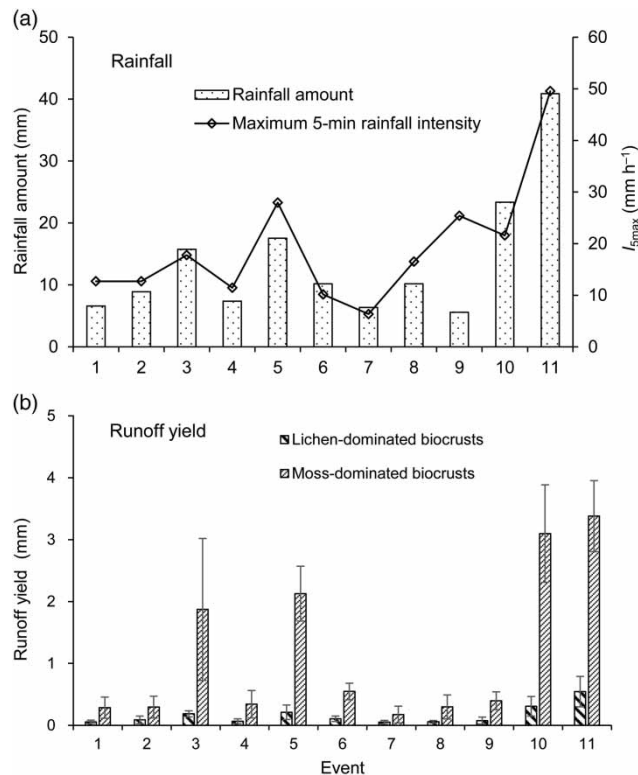 (a)
50
40
30
20
10
0
Rainfall amount (mm)
Rainfall
Rainfall amount
Maximum 5-min rainfall intensity
60
50
40
30
20
10
0
I5max (mm h−1)
1 2 3 4 5 6 7 8 9 10 11
(b)
5
4
3
2
1
0
Runoff yield (mm)
Runoff yield
Lichen-dominated biocrusts
Moss-dominated biocrusts
1 2 3 4 5 6 7 8 9 10 11
Event